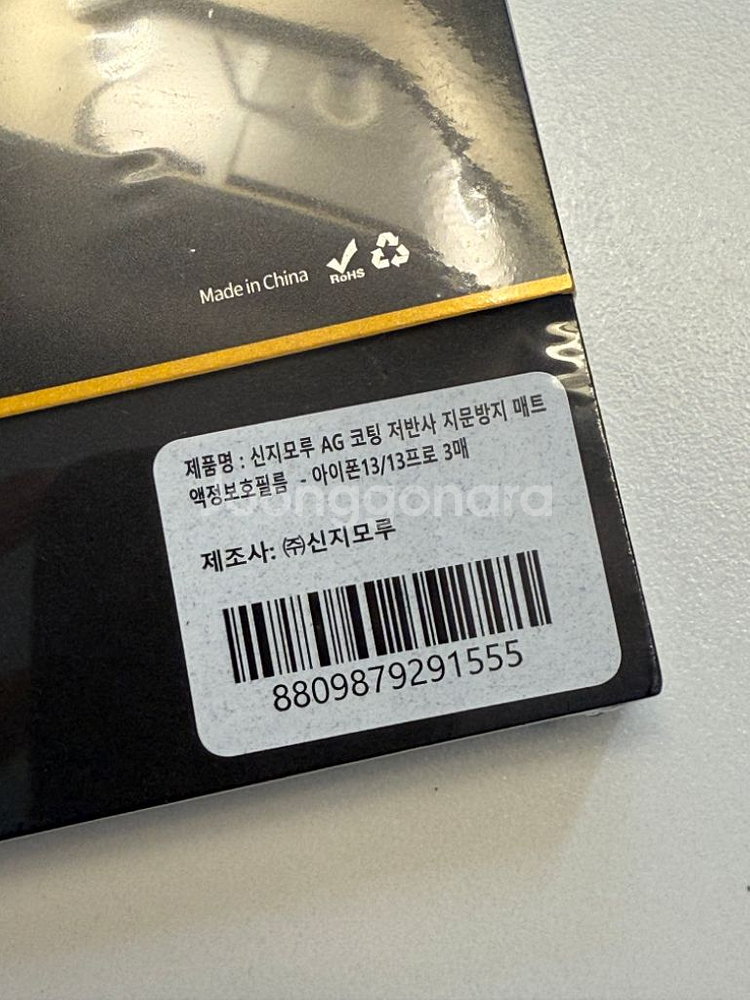 Made in China
RoHS
제품명 : 신지모루 AG 코팅 저반사 지문방지 매트
액정보호필름 - 아이폰13/13프로 3매
joonggonara
제조사: ㈜신지모루
8809879291555